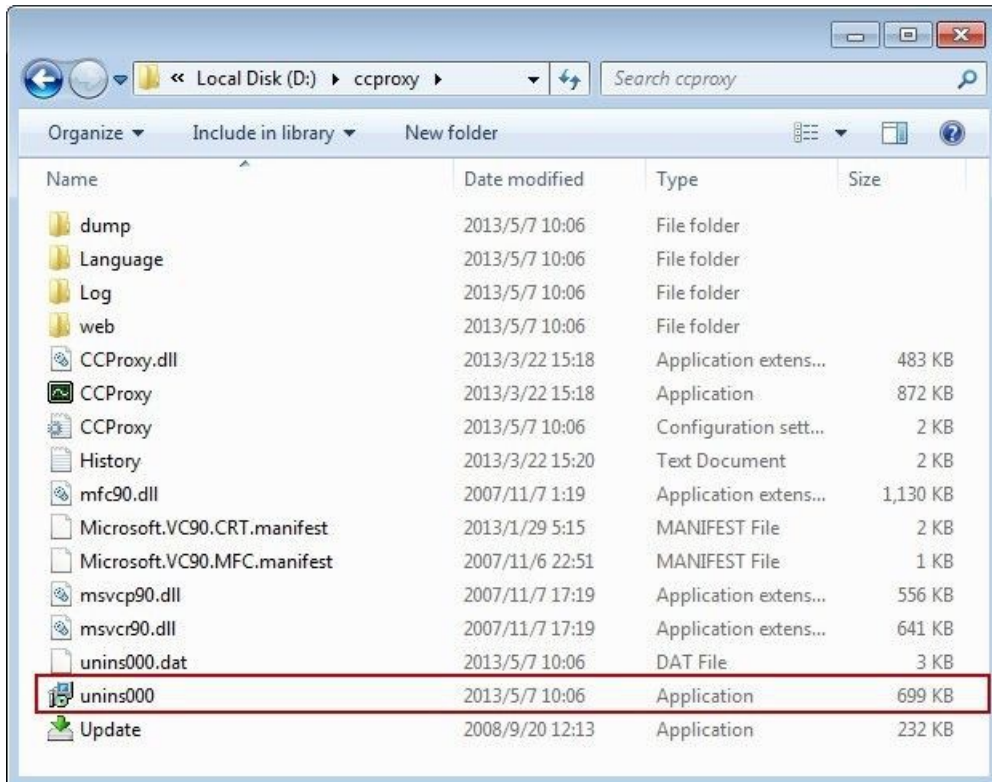 « Local Disk (D:) ccproxy Search ccproxy
Organize Include in library New folder
Name Date modified Type Size
dump 2013/5/7 10:06 File folder
Language 2013/5/7 10:06 File folder
Log 2013/5/7 10:06 File folder
web 2013/5/7 10:06 File folder
CCProxy.dll 2013/3/22 15:18 Application extens... 483 KB
CCProxy 2013/3/22 15:18 Application 872 KB
CCProxy 2013/5/7 10:06 Configuration sett... 2 KB
History 2013/3/22 15:20 Text Document 2 KB
mfc90.dll 2007/11/7 1:19 Application extens... 1,130 KB
Microsoft.VC90.CRT.manifest 2013/1/29 5:15 MANIFEST File 2 KB
Microsoft.VC90.MFC.manifest 2007/11/6 22:51 MANIFEST File 1 KB
msvcp90.dll 2007/11/7 17:19 Application extens... 556 KB
msvcr90.dll 2007/11/7 17:19 Application extens... 641 KB
unins000.dat 2013/5/7 10:06 DAT File 3 KB
unins000 2013/5/7 10:06 Application 699 KB
Update 2008/9/20 12:13 Application 232 KB